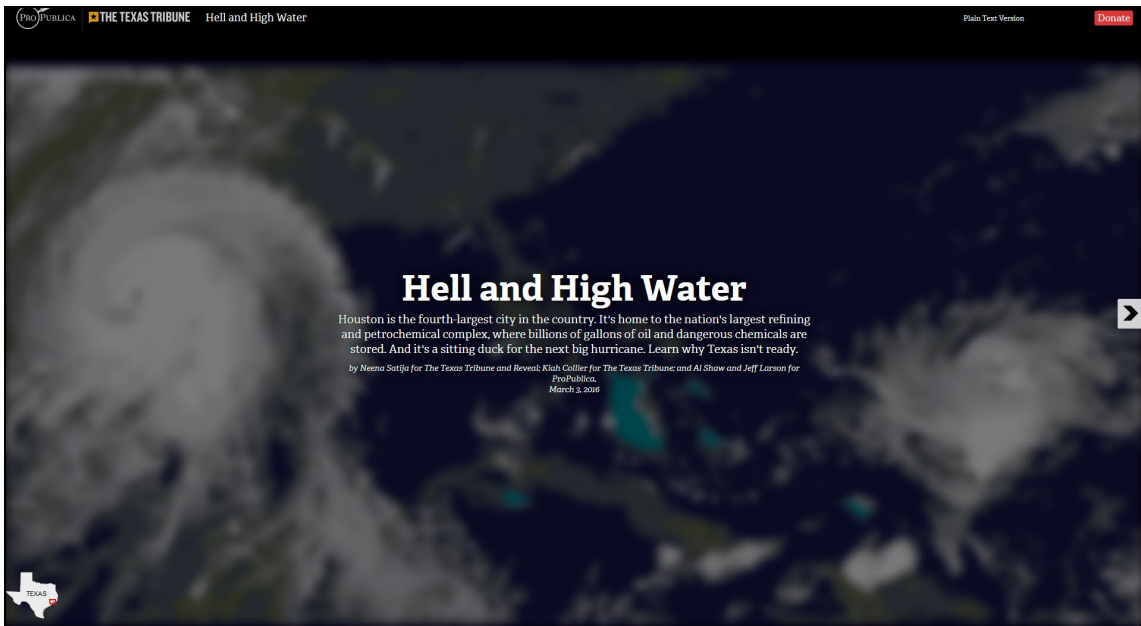 PROPUBLICA
THE TEXAS TRIBUNE
Hell and High Water
Plain Text Version
Donate
Hell and High Water
Houston is the fourth-largest city in the country. It's home to the nation's largest refining
and petrochemical complex, where billions of gallons of oil and dangerous chemicals are
stored. And it's a sitting duck for the next big hurricane. Learn why Texas isn't ready.
by Neena Satija for The Texas Tribune and Reveal; Kiah Collier for The Texas Tribune; and Al Shaw and Jeff Larson for
ProPublica,
March 3, 2016
TEXAS